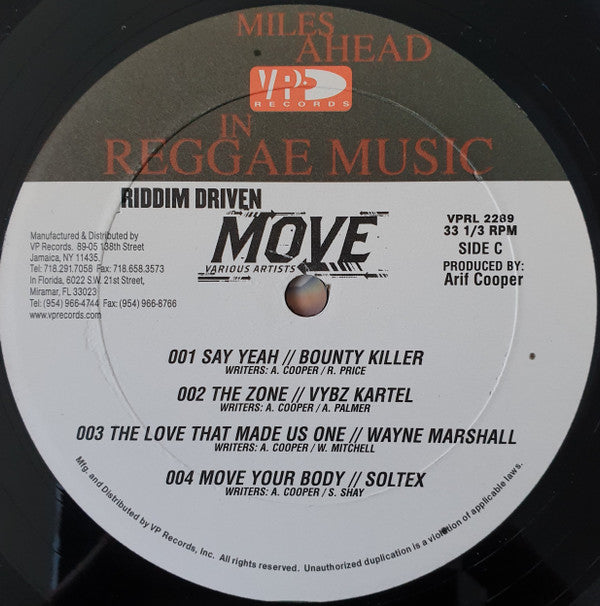 MILES
AHEAD
VP
RECORDS
IN
REGGAE MUSIC
RIDDIM DRIVEN
MOVE
VARIOUS ARTISTS
Manufactured & Distributed by
VP Records. 89-05 138th Street
Jamaica, NY 11435.
Tel: 718.291.7058 Fax: 718.658.3573
In Florida, 6022 S.W. 21st Street,
Miramar, FL 33023
Tel: (954) 966-4744 Fax: (954) 966-8766
www.vprecords.com
VPRL 2289
33 1/3 RPM
SIDE C
PRODUCED BY:
Arif Cooper
001 SAY YEAH // BOUNTY KILLER
WRITERS: A. COOPER / R. PRICE
002 THE ZONE // VYBZ KARTEL
WRITERS: A. COOPER / A. PALMER
003 THE LOVE THAT MADE US ONE // WAYNE MARSHALL
WRITERS: A. COOPER / W. MITCHELL
004 MOVE YOUR BODY // SOLTEX
WRITERS: A. COOPER / S. SHAY
Mfg. and Distributed by VP Records, Inc. All rights reserved. Unauthorized duplication is a violation of applicable laws.